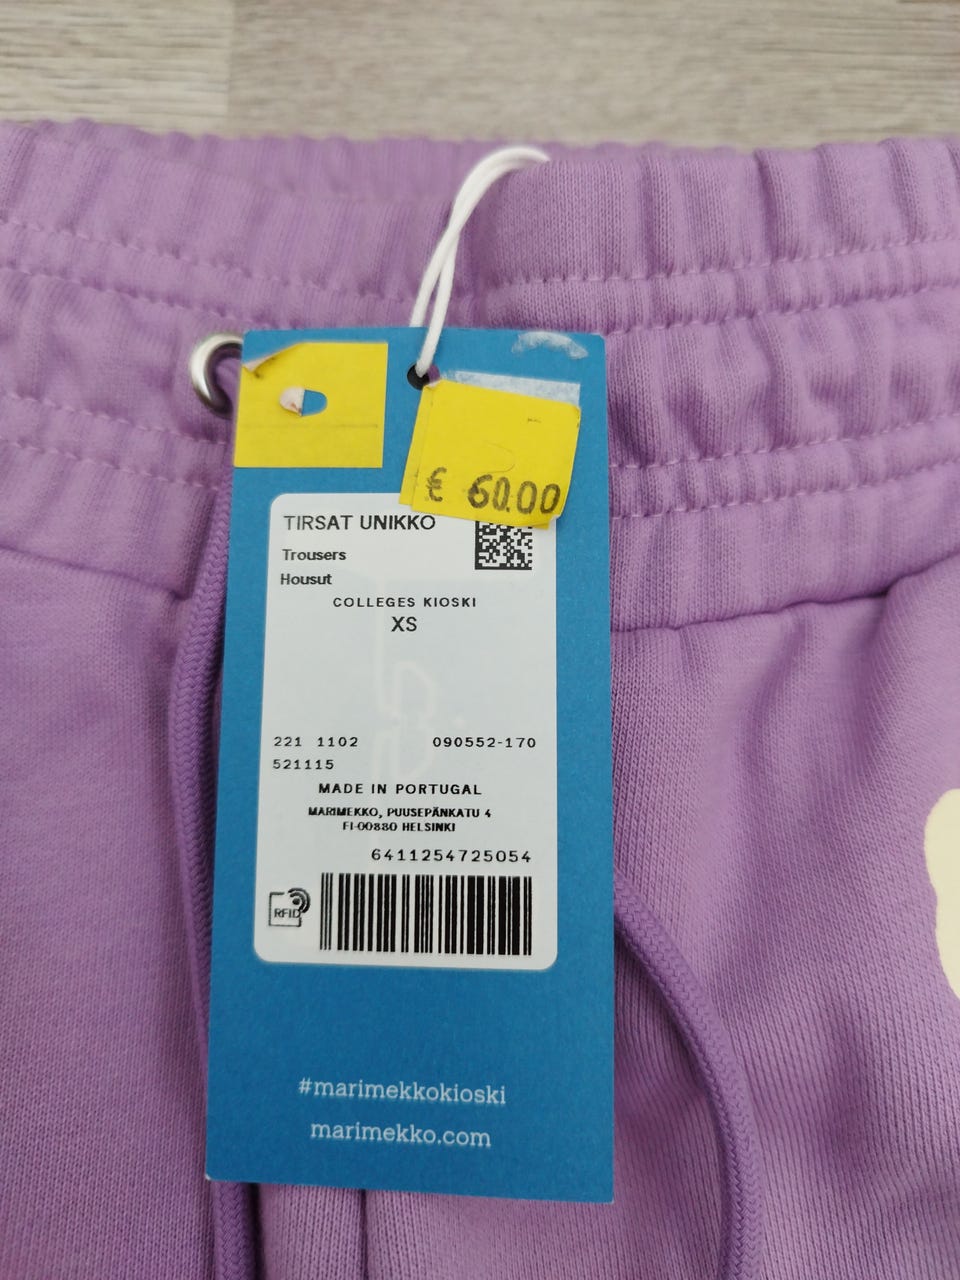 € 60.00
TIRSAT UNIKKO
Trousers
Housut
COLLEGES KIOSKI
XS
221 1102 090552-170
521115
MADE IN PORTUGAL
MARIMEKKO, PUUSEPÄNKATU 4
FI-00880 HELSINKI
6411254725054
RFID
#marimekkokioski
marimekko.com